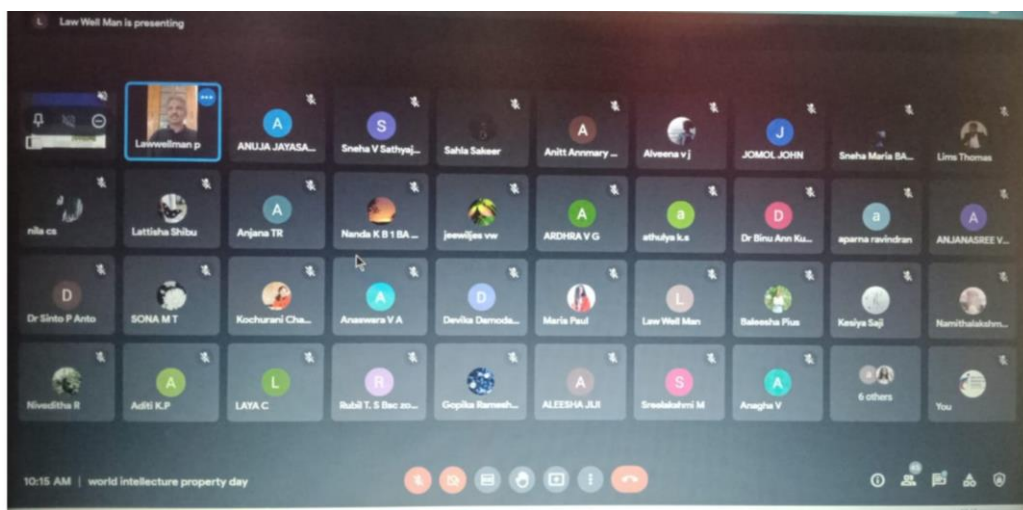 L Law Well Man is presenting
Lawwellman p
A ANUJA JAYASA...
S Sneha V Sathyaj...
Sahla Sakeer
A Anitt Annmary ...
Alveena v j
J JOMOL JOHN
Sneha Maria BA...
Lims Thomas
nila cs
Lattisha Shibu
A Anjana TR
Nanda K B 1 BA ...
jeewiljes vw
A ARDHRA V G
a athulya k.s
D Dr Binu Ann Ku...
a aparna ravindran
A ANJANASREE V...
D Dr Sinto P Anto
SONA M T
Kochurani Cha...
A Anaswara V A
D Devika Damoda...
Maria Paul
L Law Well Man
Baleesha Pius
Kesiya Saji
Namithalakshm...
Niveditha R
A Aditi K.P
L LAYA C
R Rubil T. S Bsc zo...
Gopika Ramesh...
A ALEESHA JIJI
S Sreelakshmi M
A Anagha V
6 others
You
10:15 AM | world intellecture property day